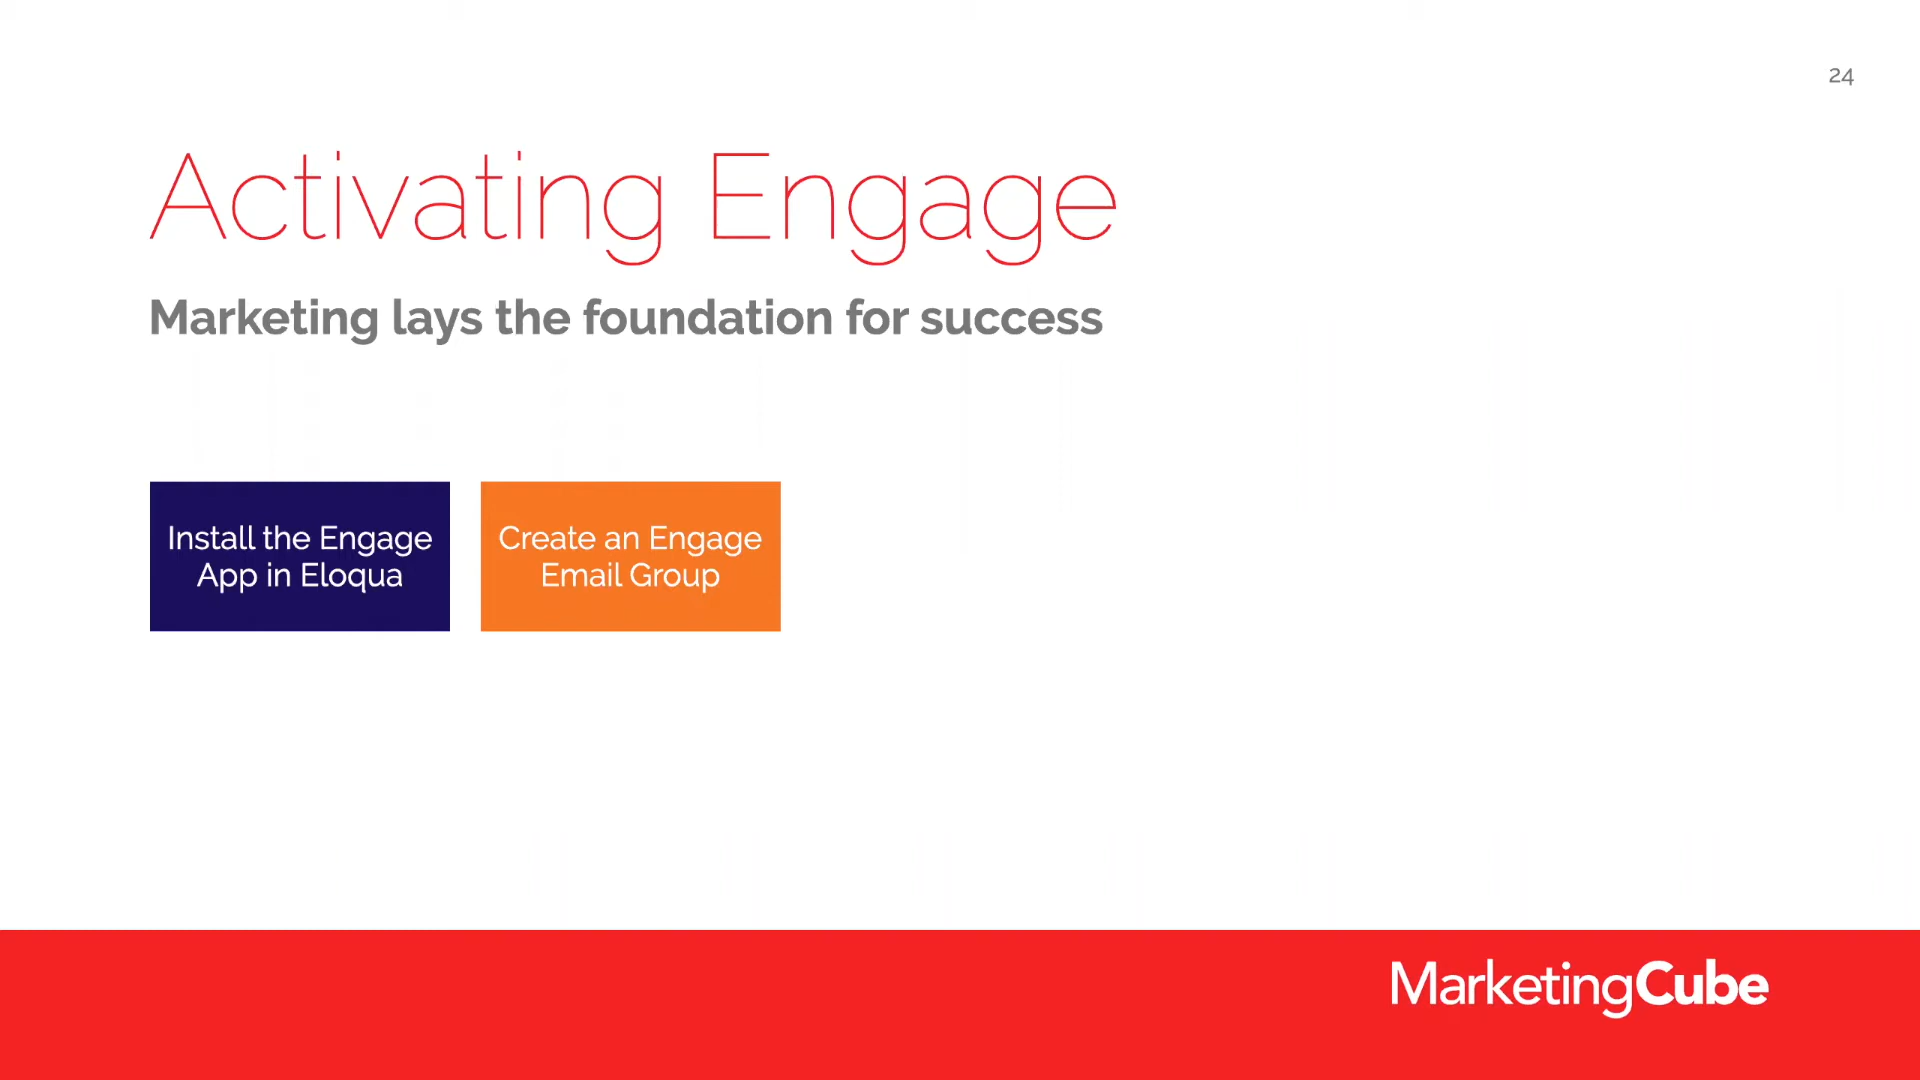 24
Activating Engage
Marketing lays the foundation for success
Install the Engage
App in Eloqua
Create an Engage
Email Group
MarketingCube